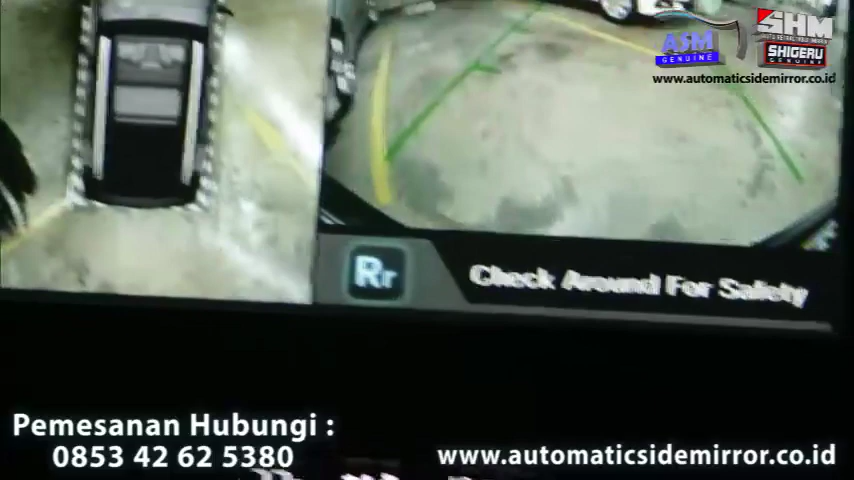 ASM
GENUINE
SHM
SHIGERU
GENUINE
www.automaticsidemirror.co.id
Rr
Check Around For Safety
Pemesanan Hubungi :
0853 42 62 5380
www.automaticsidemirror.co.id